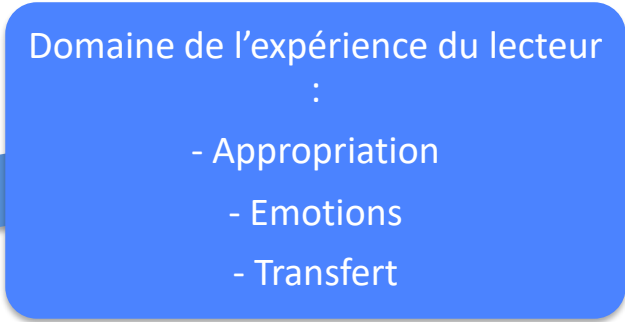 Domaine de l’expérience du lecteur
:
- Appropriation
- Emotions
- Transfert